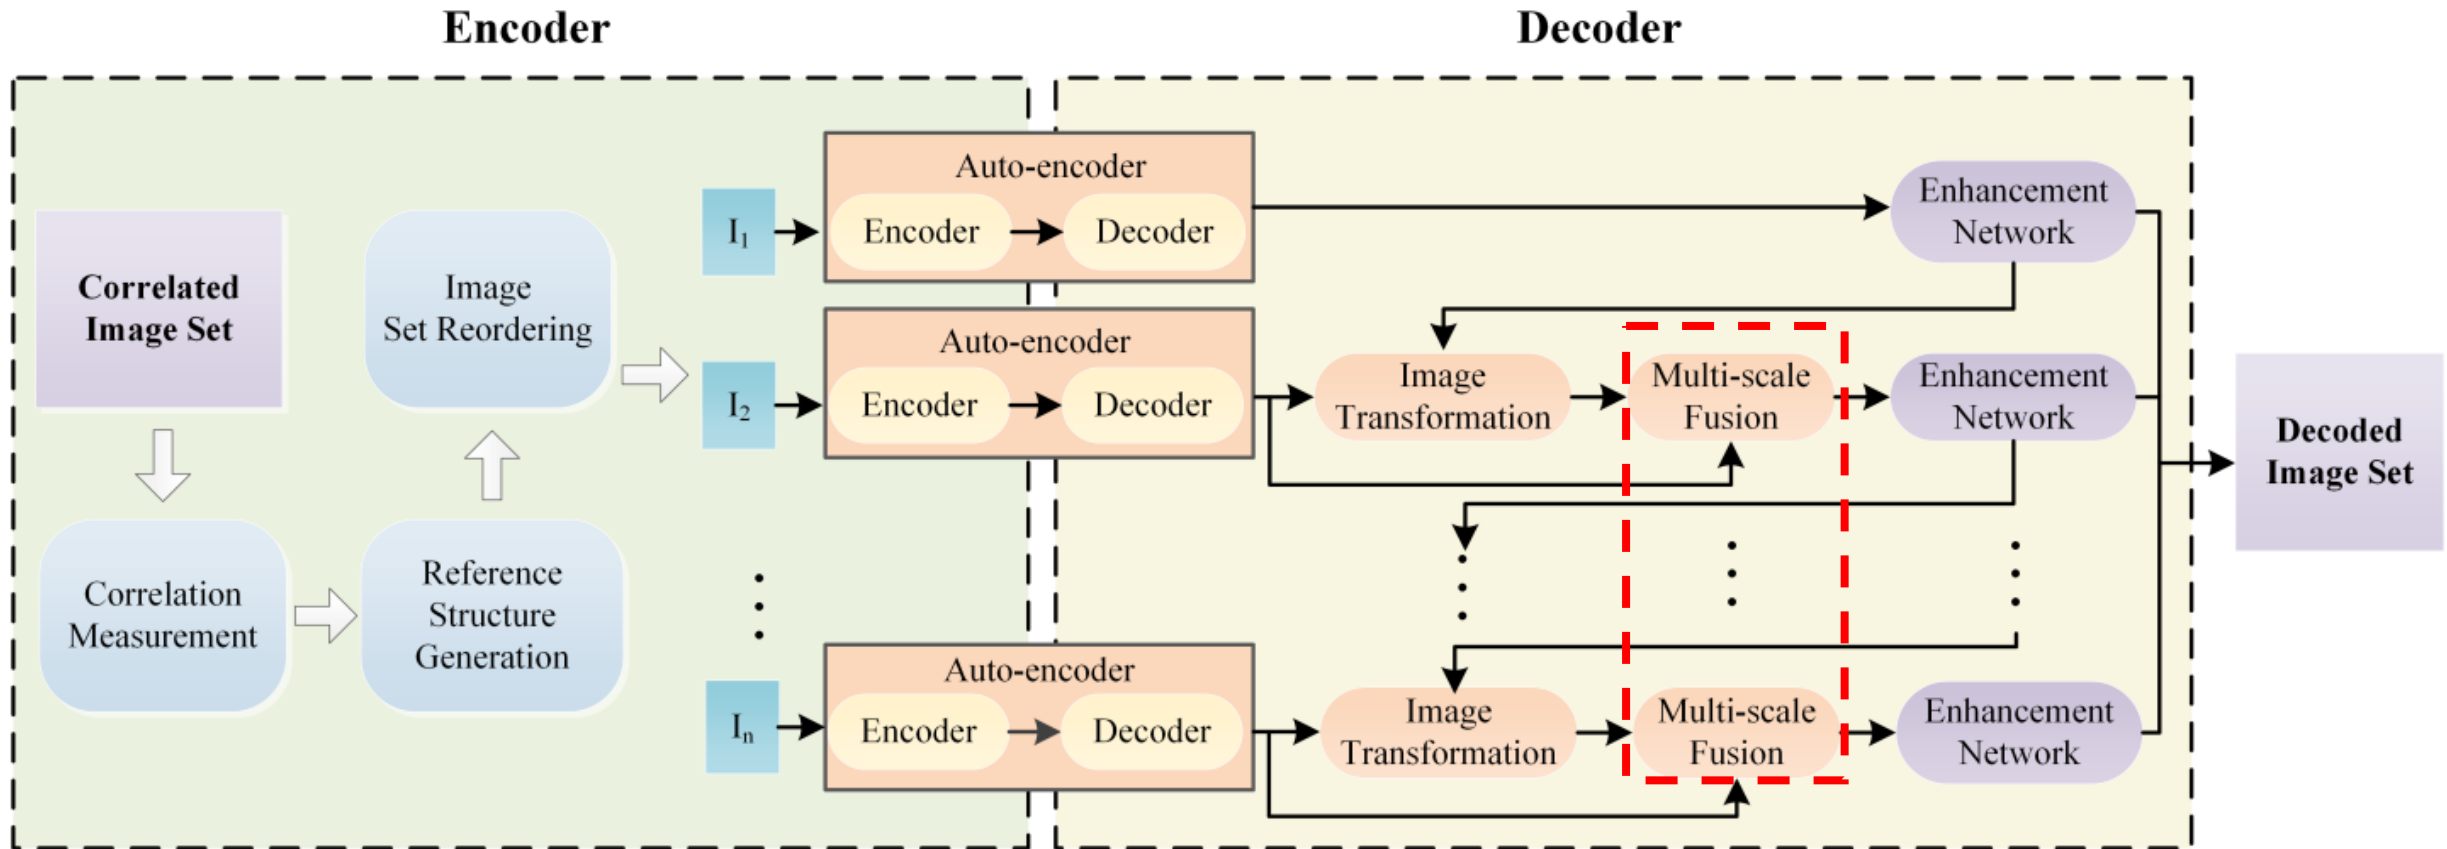 Encoder
Decoder
Correlated
Image Set
Correlation
Measurement
Reference
Structure
Generation
Image
Set Reordering
I1
Auto-encoder
Encoder
Decoder
Enhancement
Network
I2
Auto-encoder
Encoder
Decoder
Image
Transformation
Multi-scale
Fusion
Enhancement
Network
In
Auto-encoder
Encoder
Decoder
Image
Transformation
Multi-scale
Fusion
Enhancement
Network
Decoded
Image Set